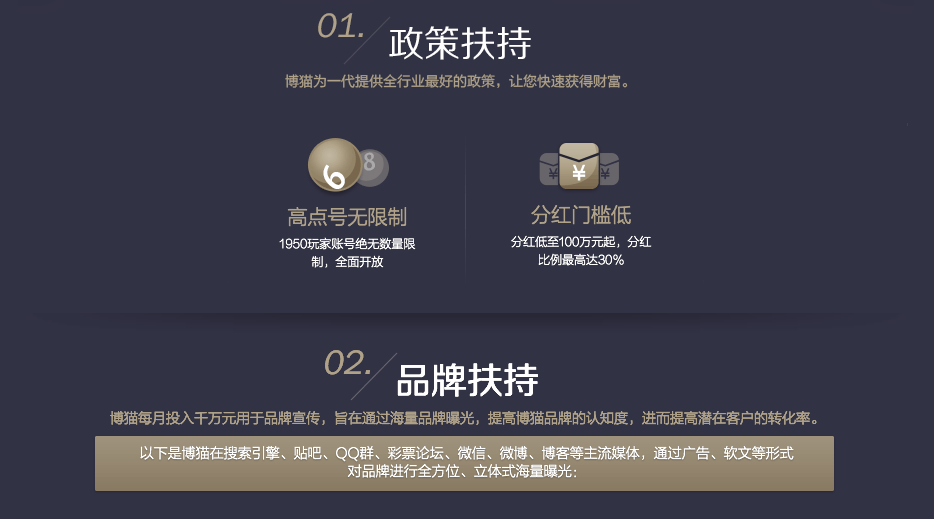 01.
政策扶持
博猫为一代提供全行业最好的政策，让您快速获得财富。
6 8
¥ ¥ ¥
高点号无限制
分红门槛低
1950玩家账号绝无数量限
制，全面开放
分红低至100万元起，分红
比例最高达30%
02.
品牌扶持
博猫每月投入千万元用于品牌宣传，旨在通过海量品牌曝光，提高博猫品牌的认知度，进而提高潜在客户的转化率。
以下是博猫在搜索引擎、贴吧、QQ群、彩票论坛、微信、微博、博客等主流媒体，通过广告、软文等形式
对品牌进行全方位、立体式海量曝光：